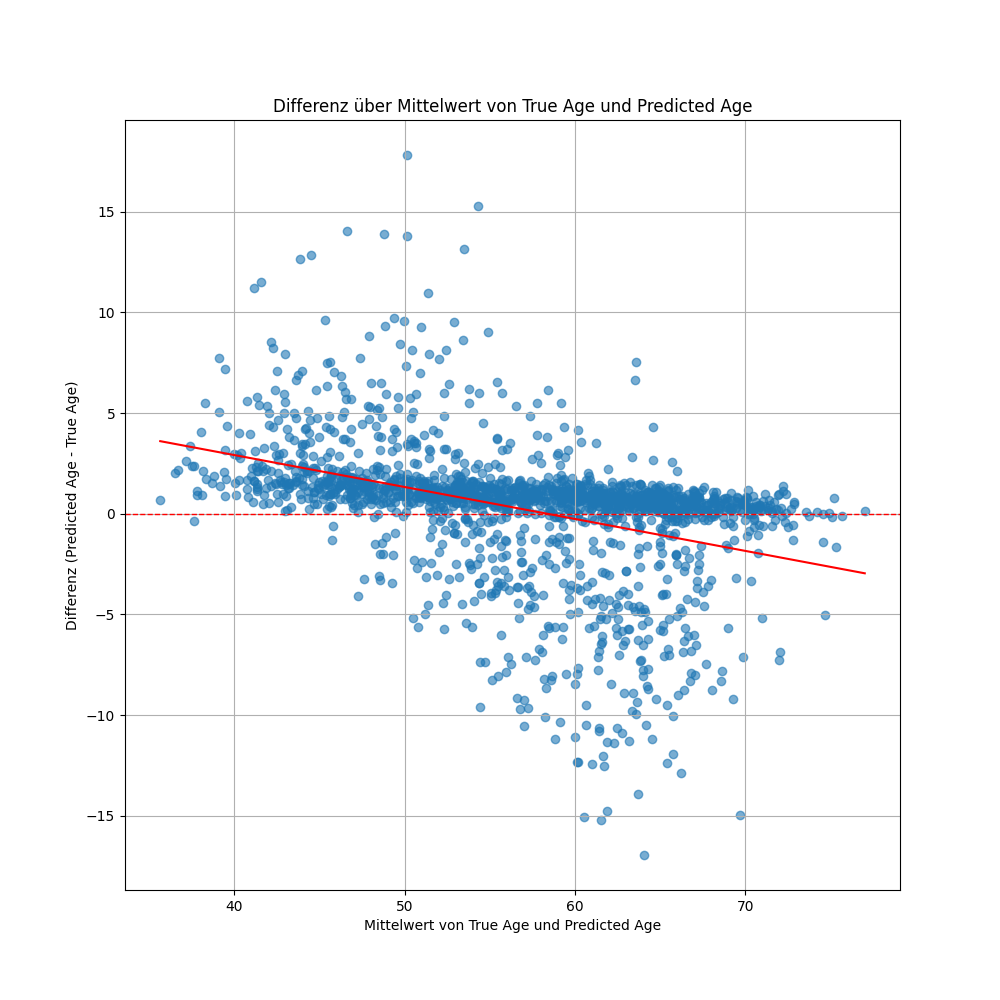 Differenz über Mittelwert von True Age und Predicted Age
Differenz (Predicted Age - True Age)
15
10
5
0
−5
−10
−15
40 50 60 70
Mittelwert von True Age und Predicted Age